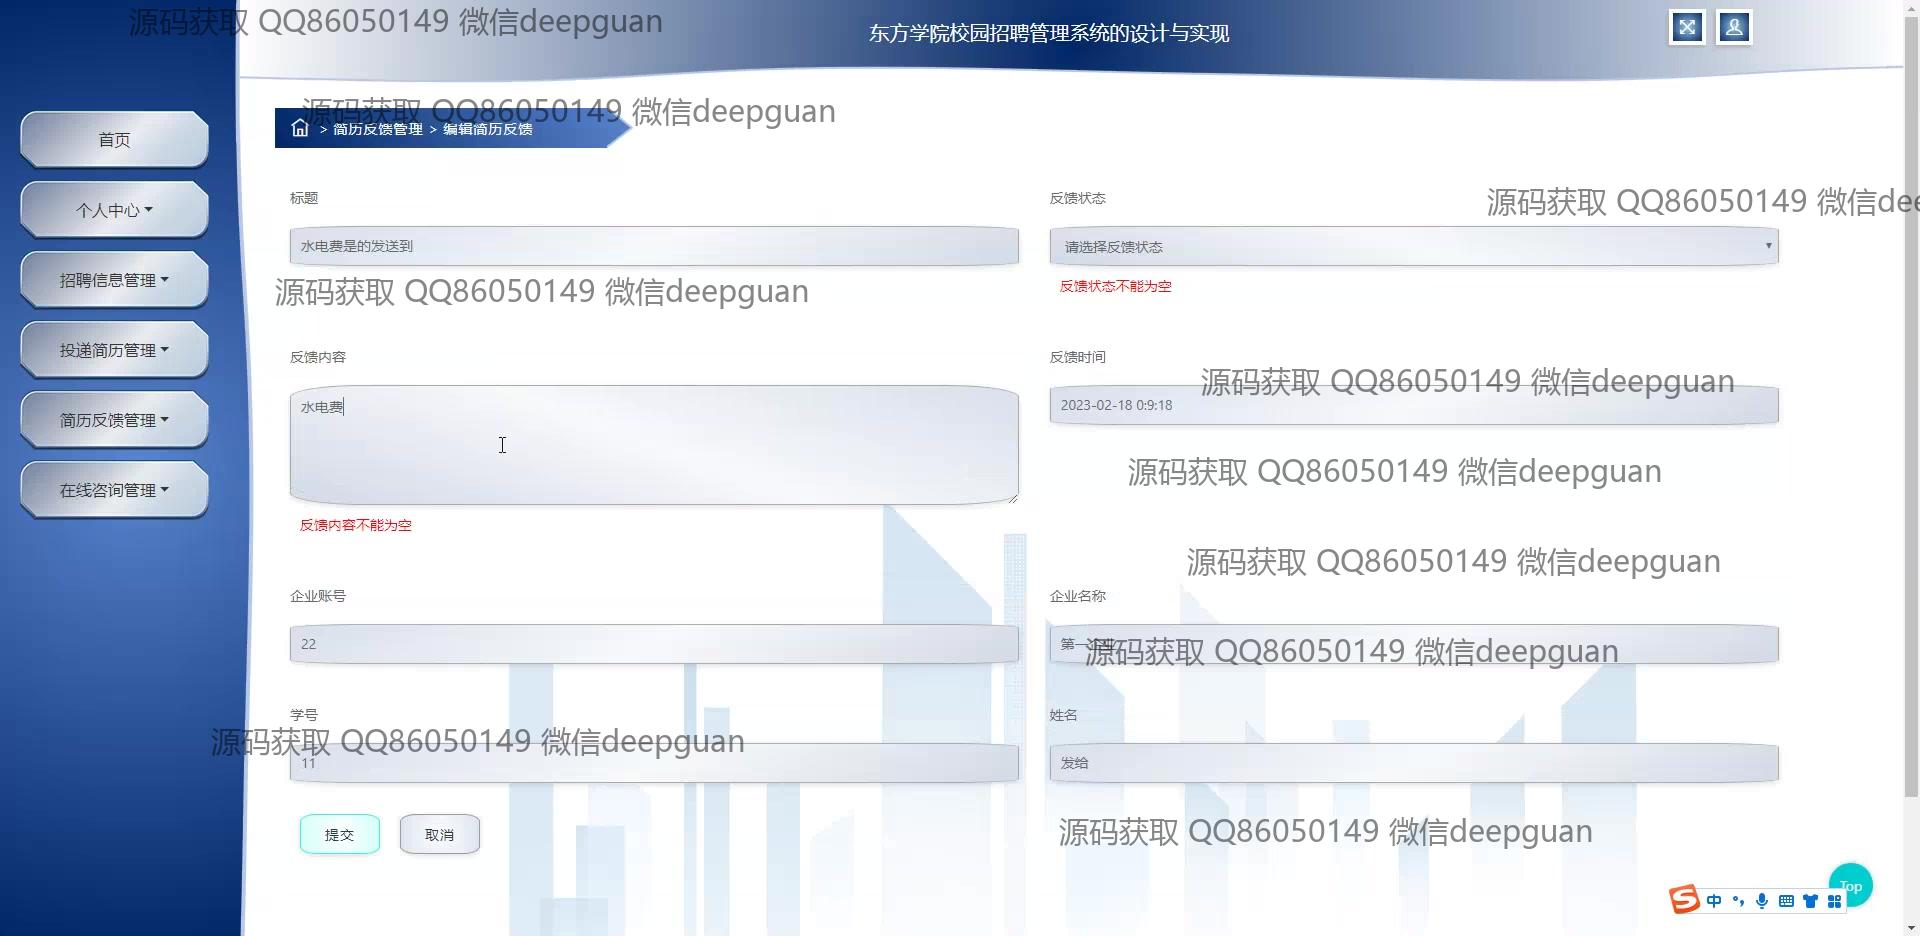 源码获取 QQ86050149 微信deepguan
东方学院校园招聘管理系统的设计与实现
源码获取 QQ86050149 微信deepguan
> 简历反馈管理 > 编辑简历反馈
首页
个人中心
招聘信息管理
投递简历管理
简历反馈管理
在线咨询管理
标题
反馈状态
源码获取 QQ86050149 微信dee
水电费是的发送到
请选择反馈状态
反馈状态不能为空
源码获取 QQ86050149 微信deepguan
反馈内容
反馈时间
源码获取 QQ86050149 微信deepguan
水电费
2023-02-18 0:9:18
源码获取 QQ86050149 微信deepguan
反馈内容不能为空
源码获取 QQ86050149 微信deepguan
企业账号
企业名称
22
第一
源码获取 QQ86050149 微信deepguan
学号
姓名
源码获取 QQ86050149 微信deepguan
11
发给
提交
取消
源码获取 QQ86050149 微信deepguan
Top
中